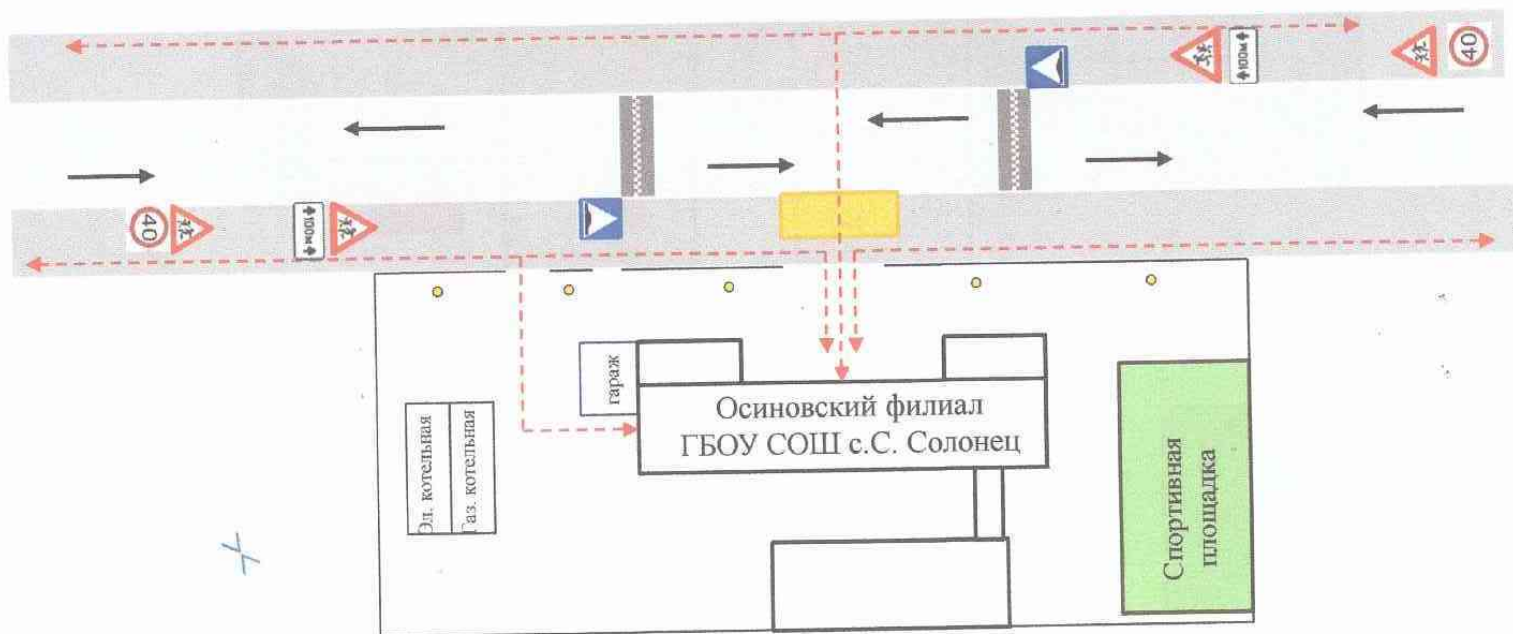 40
100м
100м
40
гараж
Осиновский филиал
ГБОУ СОШ с.С. Солонец
Эл. котельная
Газ. котельная
Спортивная
площадка